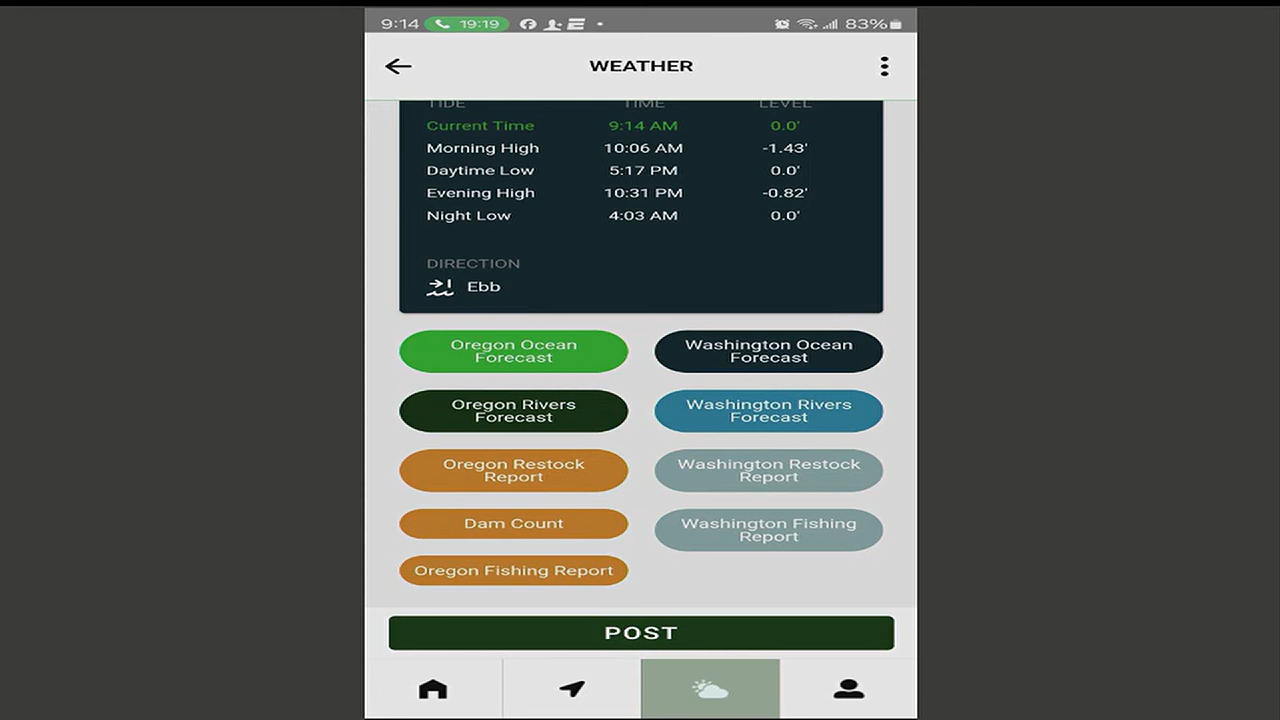 9:14 19:19 83%
WEATHER
TIDE TIME LEVEL
Current Time 9:14 AM 0.0'
Morning High 10:06 AM -1.43'
Daytime Low 5:17 PM 0.0'
Evening High 10:31 PM -0.82'
Night Low 4:03 AM 0.0'
DIRECTION
Ebb
Oregon Ocean
Forecast
Washington Ocean
Forecast
Oregon Rivers
Forecast
Washington Rivers
Forecast
Oregon Restock
Report
Washington Restock
Report
Dam Count
Washington Fishing
Report
Oregon Fishing Report
POST